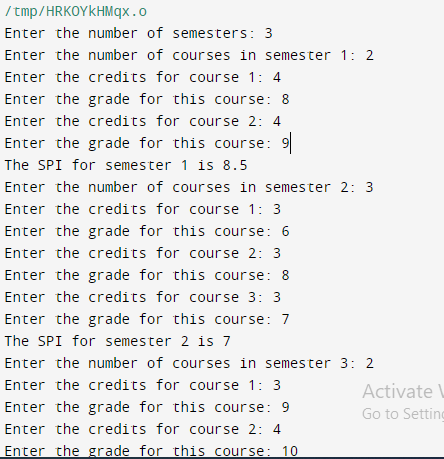 /tmp/HRKOYkHMqx.o
Enter the number of semesters: 3
Enter the number of courses in semester 1: 2
Enter the credits for course 1: 4
Enter the grade for this course: 8
Enter the credits for course 2: 4
Enter the grade for this course: 9
The SPI for semester 1 is 8.5
Enter the number of courses in semester 2: 3
Enter the credits for course 1: 3
Enter the grade for this course: 6
Enter the credits for course 2: 3
Enter the grade for this course: 8
Enter the credits for course 3: 3
Enter the grade for this course: 7
The SPI for semester 2 is 7
Enter the number of courses in semester 3: 2
Enter the credits for course 1: 3
Activate W
Enter the grade for this course: 9
Go to Setting
Enter the credits for course 2: 4
Enter the grade for this course: 10